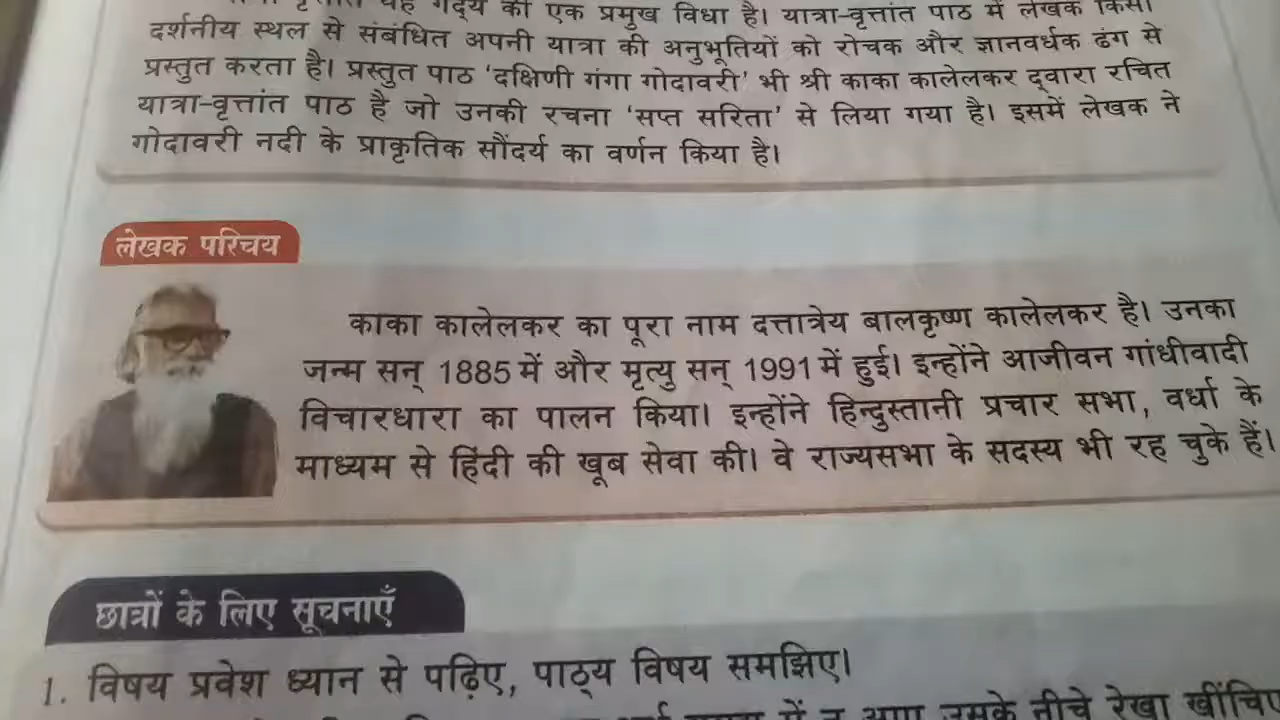 यह गद्य की एक प्रमुख विधा है। यात्रा-वृत्तांत पाठ में लेखक किसी
दर्शनीय स्थल से संबंधित अपनी यात्रा की अनुभूतियों को रोचक और ज्ञानवर्धक ढंग से
प्रस्तुत करता है। प्रस्तुत पाठ ‘दक्षिणी गंगा गोदावरी’ भी श्री काका कालेलकर द्वारा रचित
यात्रा-वृत्तांत पाठ है जो उनकी रचना ‘सप्त सरिता’ से लिया गया है। इसमें लेखक ने
गोदावरी नदी के प्राकृतिक सौंदर्य का वर्णन किया है।
लेखक परिचय
काका कालेलकर का पूरा नाम दत्तात्रेय बालकृष्ण कालेलकर है। उनका
जन्म सन् 1885 में और मृत्यु सन् 1991 में हुई। इन्होंने आजीवन गांधीवादी
विचारधारा का पालन किया। इन्होंने हिन्दुस्तानी प्रचार सभा, वर्धा के
माध्यम से हिंदी की खूब सेवा की। वे राज्यसभा के सदस्य भी रह चुके हैं।
छात्रों के लिए सूचनाएँ
1. विषय प्रवेश ध्यान से पढ़िए, पाठ्य विषय समझिए।
में न आए उसके नीचे रेखा खींचिए